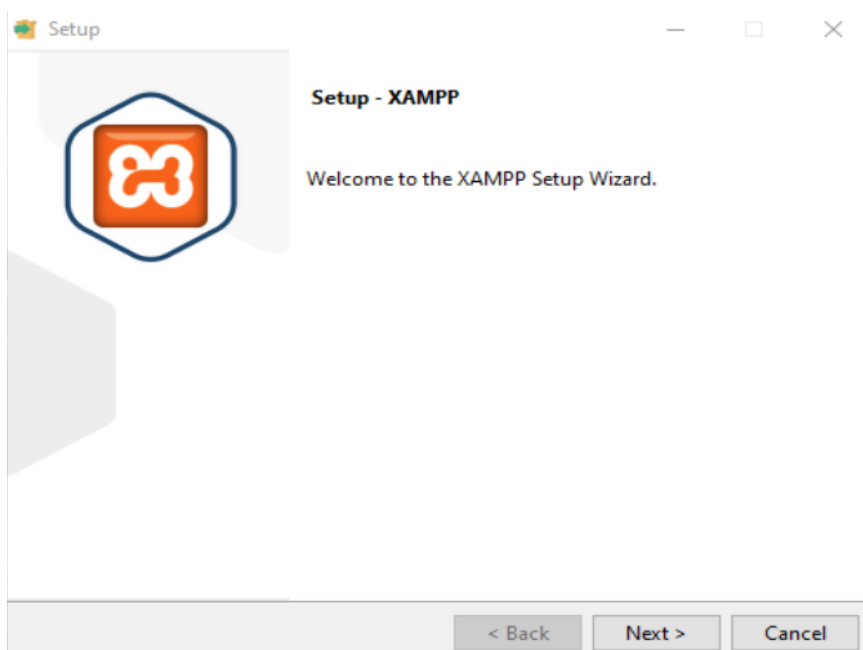 Setup
Setup - XAMPP
Welcome to the XAMPP Setup Wizard.
< Back
Next >
Cancel